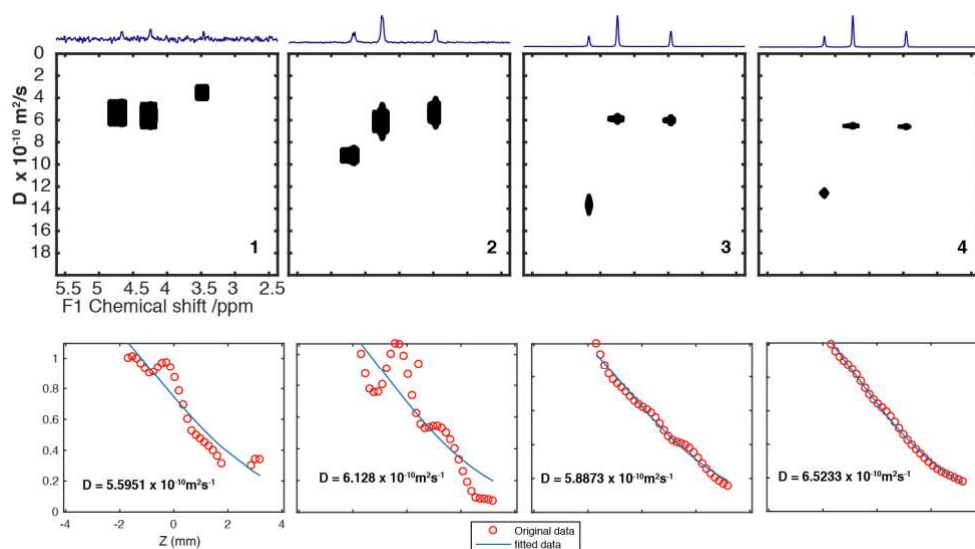 0
2
4
6
8
10
12
14
16
18
D x 10⁻¹⁰ m²/s
1
2
3
4
5.5 5 4.5 4 3.5 3 2.5
F1 Chemical shift /ppm
1
0.8
0.6
0.4
0.2
0
D = 5.5951 x 10⁻¹⁰m²s⁻¹
D = 6.128 x 10⁻¹⁰m²s⁻¹
D = 5.8873 x 10⁻¹⁰m²s⁻¹
D = 6.5233 x 10⁻¹⁰m²s⁻¹
-4 -2 0 2 4
Z (mm)
Original data
fitted data